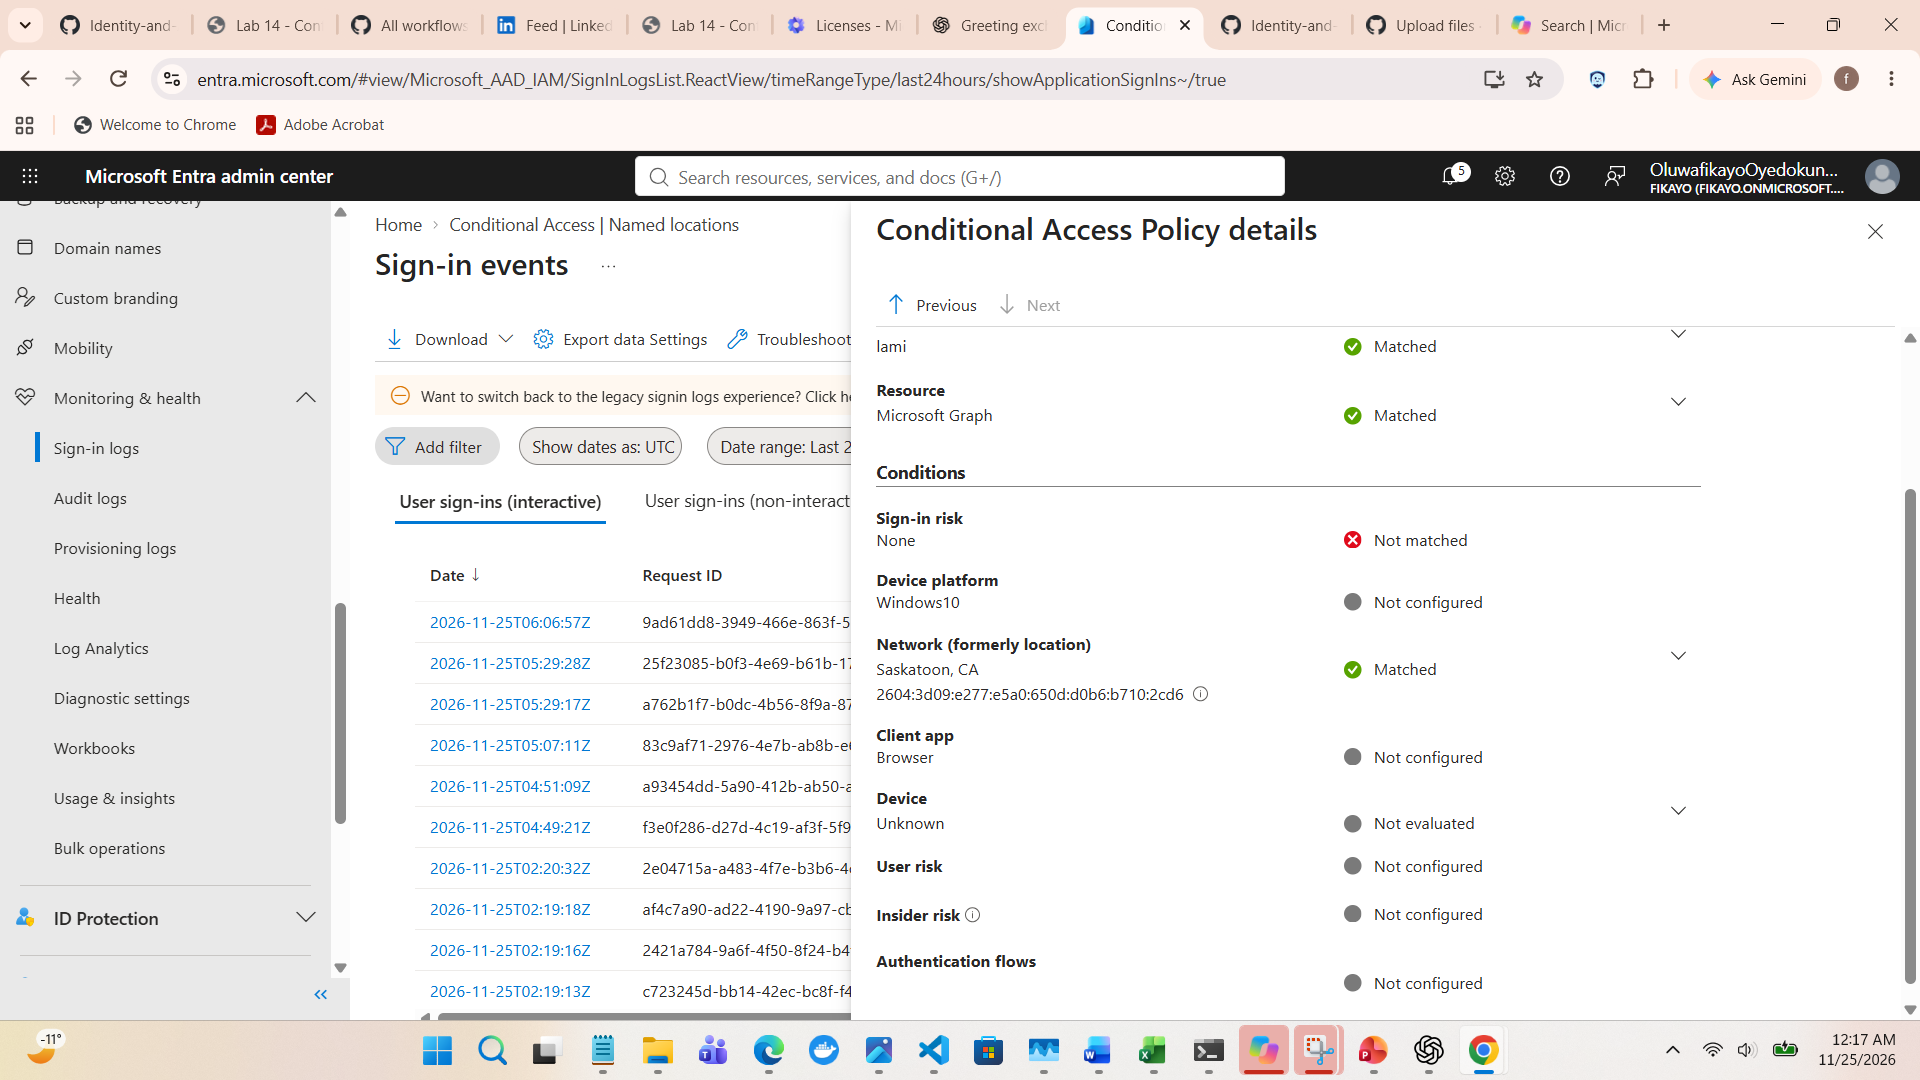 Identity-and-
Lab 14 - Con
All workflows
Feed | Linked
Lab 14 - Con
Licenses - Mi
Greeting exc
Conditio
Identity-and-
Upload files -
Search | Micr
entra.microsoft.com/#view/Microsoft_AAD_IAM/SignInLogsList.ReactView/timeRangeType/last24hours/showApplicationSignIns~/true
Ask Gemini
f
Welcome to Chrome
Adobe Acrobat
Microsoft Entra admin center
Search resources, services, and docs (G+/)
5
OluwafikayoOyedokun...
FIKAYO (FIKAYO.ONMICROSOFT....
Backup and recovery
Domain names
Custom branding
Mobility
Monitoring & health
Sign-in logs
Audit logs
Provisioning logs
Health
Log Analytics
Diagnostic settings
Workbooks
Usage & insights
Bulk operations
ID Protection
Home > Conditional Access | Named locations
Sign-in events ...
Download
Export data Settings
Troubleshoot
Want to switch back to the legacy signin logs experience? Click he
Add filter
Show dates as: UTC
Date range: Last 2
User sign-ins (interactive)
User sign-ins (non-interact
Date ↓ Request ID
2026-11-25T06:06:57Z 9ad61dd8-3949-466e-863f-5
2026-11-25T05:29:28Z 25f23085-b0f3-4e69-b61b-17
2026-11-25T05:29:17Z a762b1f7-b0dc-4b56-8f9a-87
2026-11-25T05:07:11Z 83c9af71-2976-4e7b-ab8b-e
2026-11-25T04:51:09Z a93454dd-5a90-412b-ab50-a
2026-11-25T04:49:21Z f3e0f286-d27d-4c19-af3f-5f9
2026-11-25T02:20:32Z 2e04715a-a483-4f7e-b3b6-4
2026-11-25T02:19:18Z af4c7a90-ad22-4190-9a97-cb
2026-11-25T02:19:16Z 2421a784-9a6f-4f50-8f24-b4
2026-11-25T02:19:13Z c723245d-bb14-42ec-bc8f-f4
Conditional Access Policy details
Previous
Next
lami Matched
Resource
Microsoft Graph Matched
Conditions
Sign-in risk
None Not matched
Device platform
Windows10 Not configured
Network (formerly location)
Saskatoon, CA Matched
2604:3d09:e277:e5a0:650d:d0b6:b710:2cd6
Client app
Browser Not configured
Device
Unknown Not evaluated
User risk Not configured
Insider risk Not configured
Authentication flows
Not configured
-11°
12:17 AM
11/25/2026